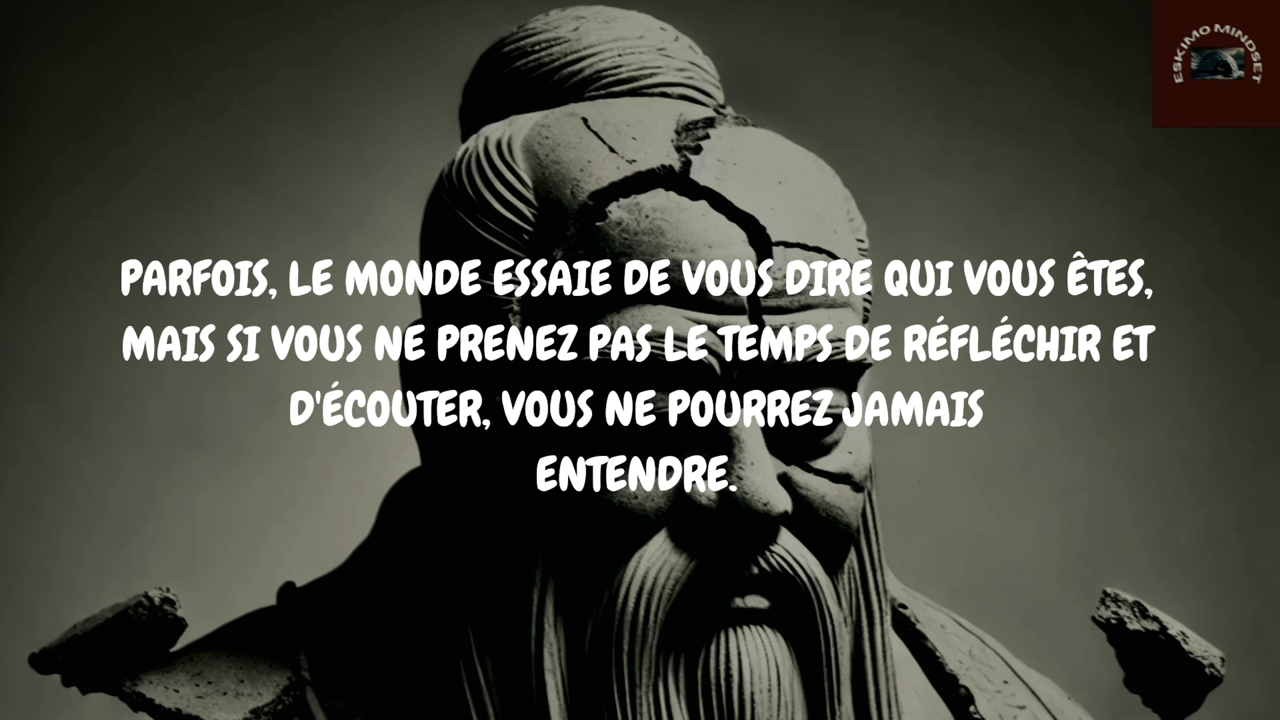 ESKIMO MINDSET
PARFOIS, LE MONDE ESSAIE DE VOUS DIRE QUI VOUS ÊTES,
MAIS SI VOUS NE PRENEZ PAS LE TEMPS DE RÉFLÉCHIR ET
D'ÉCOUTER, VOUS NE POURREZ JAMAIS
ENTENDRE.